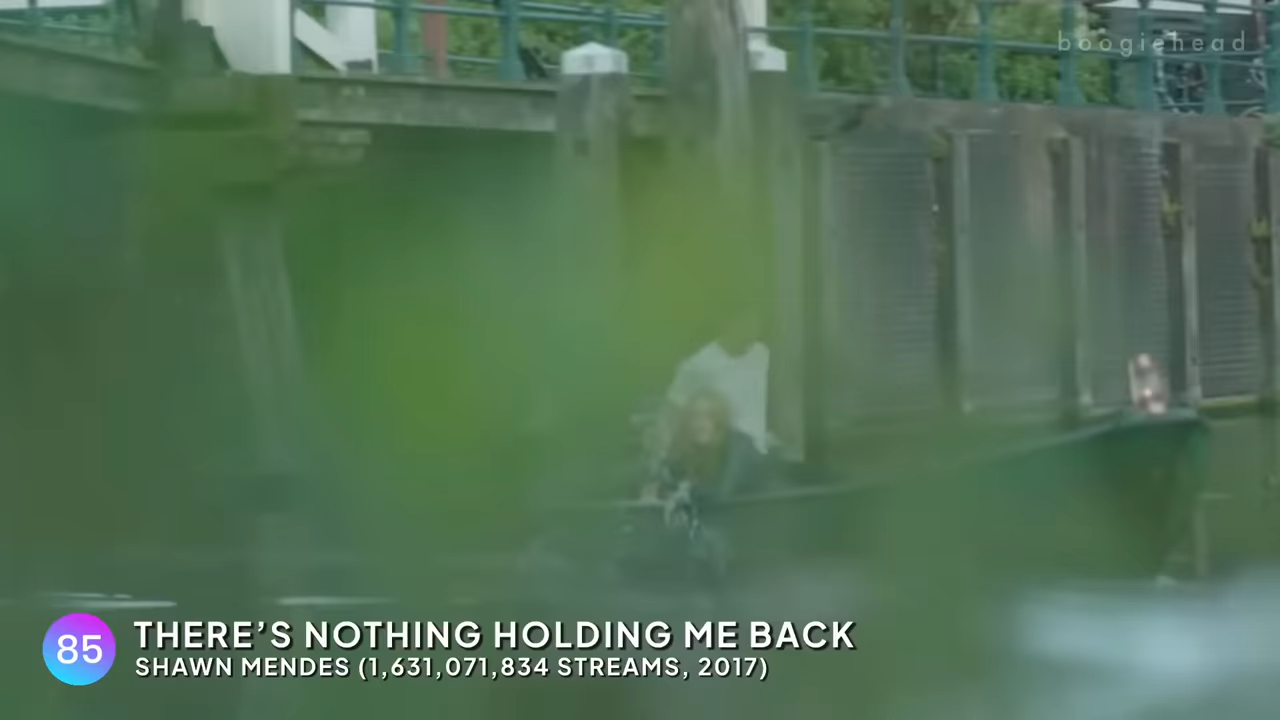 boogiehead
85
THERE'S NOTHING HOLDING ME BACK
SHAWN MENDES (1,631,071,834 STREAMS, 2017)